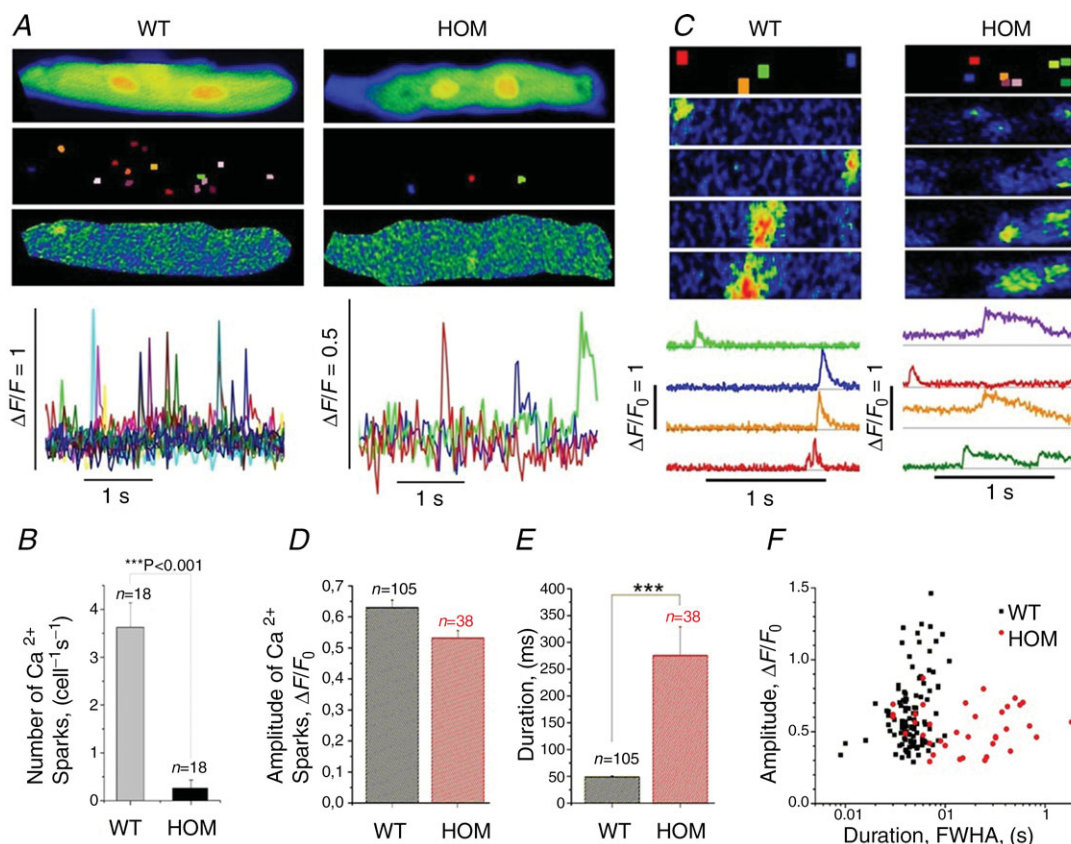 A
WT
HOM
C
WT
HOM
ΔF/F = 1
1 s
ΔF/F = 0.5
1 s
ΔF/F0 = 1
1 s
ΔF/F0 = 1
1 s
B
***P<0.001
n=18
n=18
Number of Ca 2+
Sparks, (cell–1s–1)
4
3
2
1
0
WT
HOM
D
Amplitude of Ca 2+
Sparks, ΔF/F0
0,7
0,6
0,5
0,4
0,3
0,2
0,1
0,0
n=105
n=38
WT
HOM
E
Duration, (ms)
400
350
300
250
200
150
100
50
0
***
n=38
n=105
WT
HOM
F
Amplitude, ΔF/F0
1.5
1.0
0.5
0.0
WT
HOM
0.01
01
1
Duration, FWHA, (s)